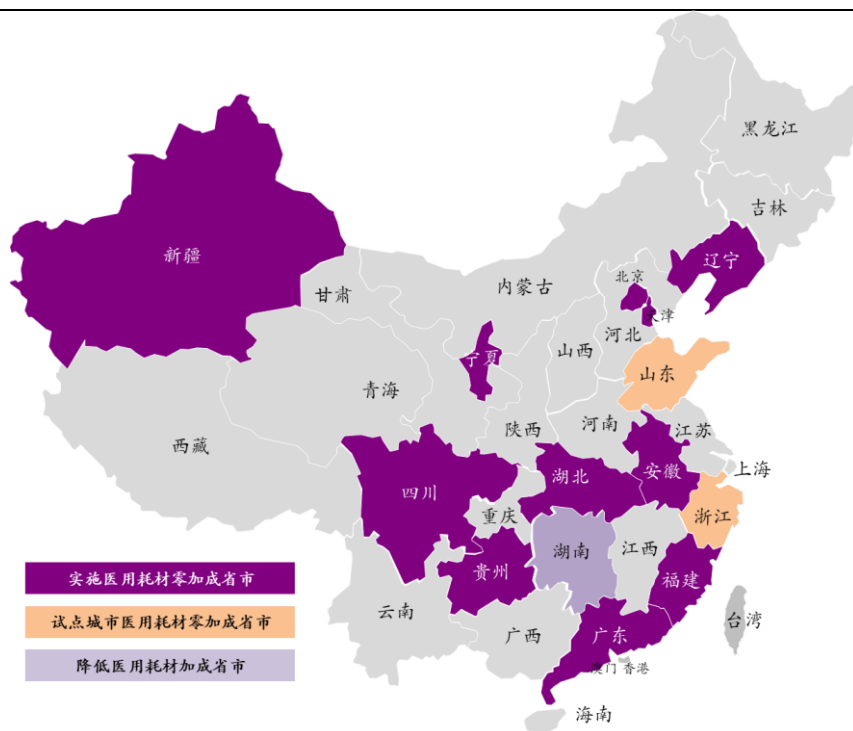 黑龙江
吉林
辽宁
新疆
北京
内蒙古
甘肃
天津
河北
宁夏
山西
山东
青海
河南
陕西
江苏
西藏
上海
安徽
湖北
四川
重庆
浙江
湖南
江西
贵州
福建
云南
台湾
广西
广东
澳门 香港
海南
实施医用耗材零加成省市
试点城市医用耗材零加成省市
降低医用耗材加成省市